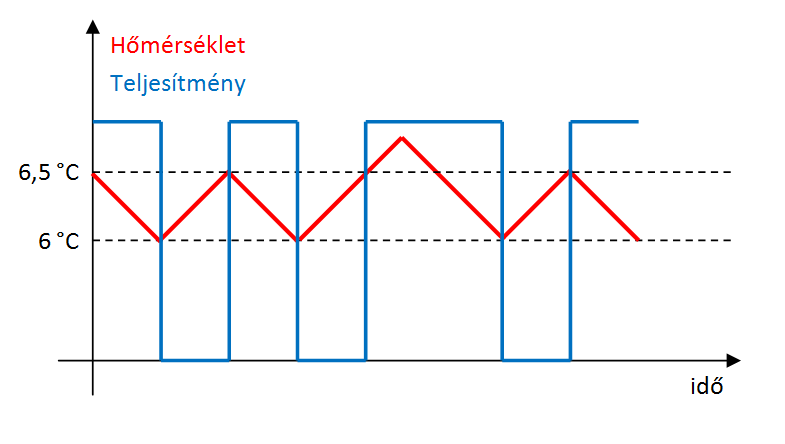 Hőmérséklet
Teljesítmény
6,5 °C
6 °C
idő